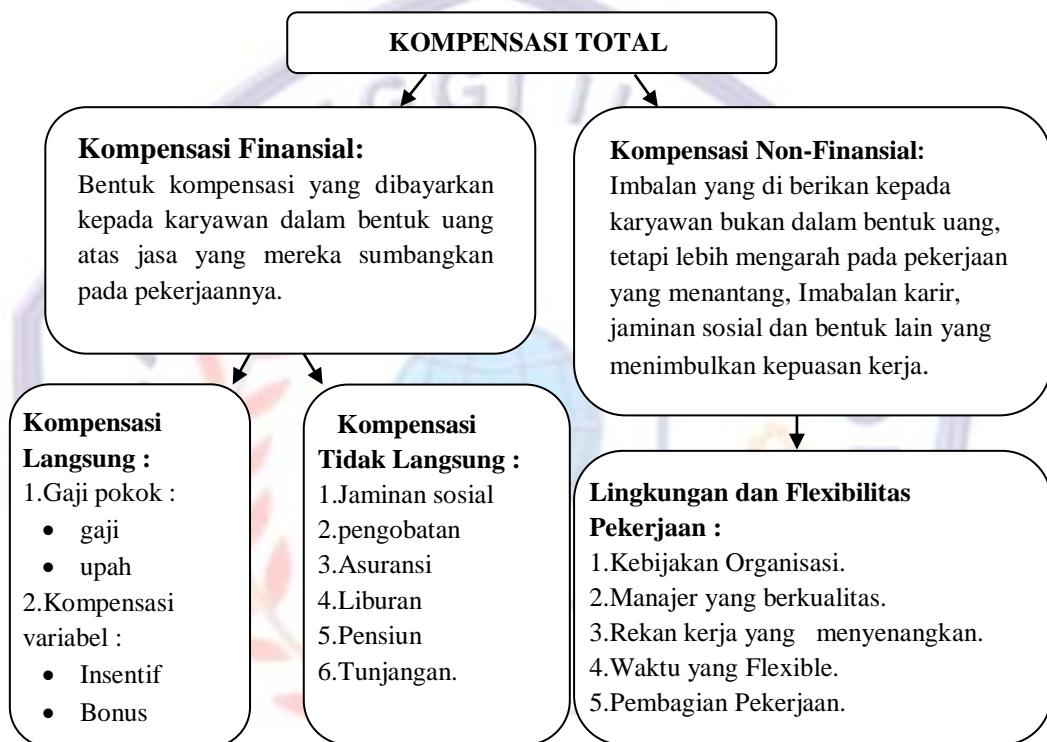 KOMPENSASI TOTAL
Kompensasi Finansial:
Bentuk kompensasi yang dibayarkan
kepada karyawan dalam bentuk uang
atas jasa yang mereka sumbangkan
pada pekerjaannya.
Kompensasi Non-Finansial:
Imbalan yang di berikan kepada
karyawan bukan dalam bentuk uang,
tetapi lebih mengarah pada pekerjaan
yang menantang, Imabalan karir,
jaminan sosial dan bentuk lain yang
menimbulkan kepuasan kerja.
Kompensasi
Langsung :
1.Gaji pokok :
• gaji
• upah
2.Kompensasi
variabel :
• Insentif
• Bonus
Kompensasi
Tidak Langsung :
1.Jaminan sosial
2.pengobatan
3.Asuransi
4.Liburan
5.Pensiun
6.Tunjangan.
Lingkungan dan Flexibilitas
Pekerjaan :
1.Kebijakan Organisasi.
2.Manajer yang berkualitas.
3.Rekan kerja yang menyenangkan.
4.Waktu yang Flexible.
5.Pembagian Pekerjaan.